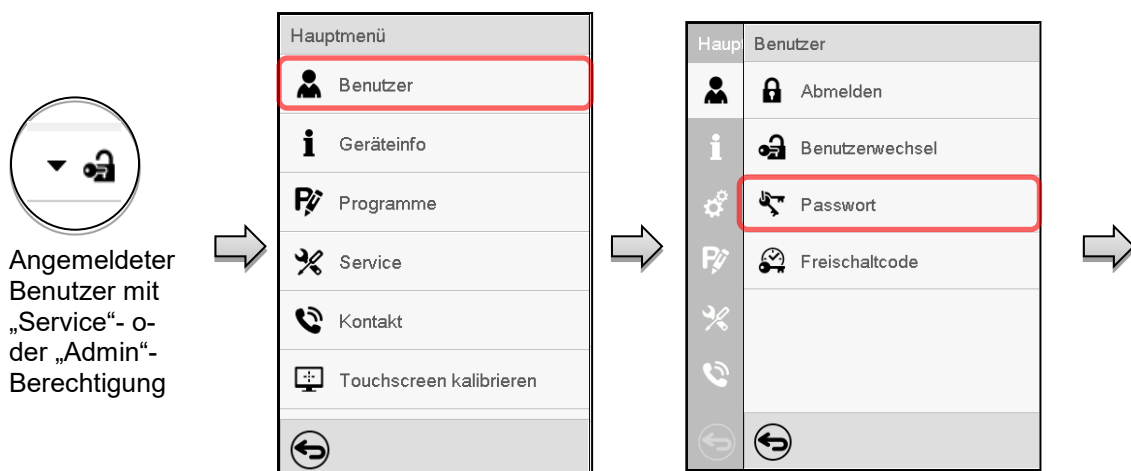 Angemeldeter
Benutzer mit
„Service“- o-
der „Admin“-
Berechtigung
Hauptmenü
Benutzer
Geräteinfo
Programme
Service
Kontakt
Touchscreen kalibrieren
Haupt
Benutzer
Abmelden
Benutzerwechsel
Passwort
Freischaltcode